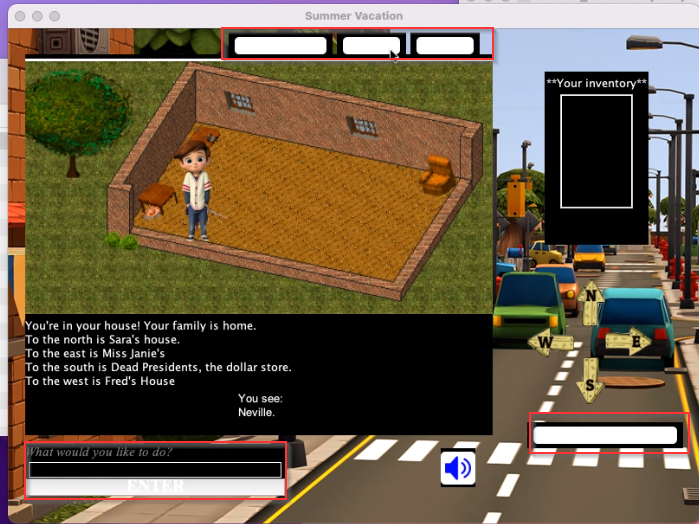 Summer Vacation
**Your inventory**
You're in your house! Your family is home.
To the north is Sara's house.
To the east is Miss Janie's
To the south is Dead Presidents, the dollar store.
To the west is Fred's House
You see:
Neville.
N
W
E
S
What would you like to do?
ENTER